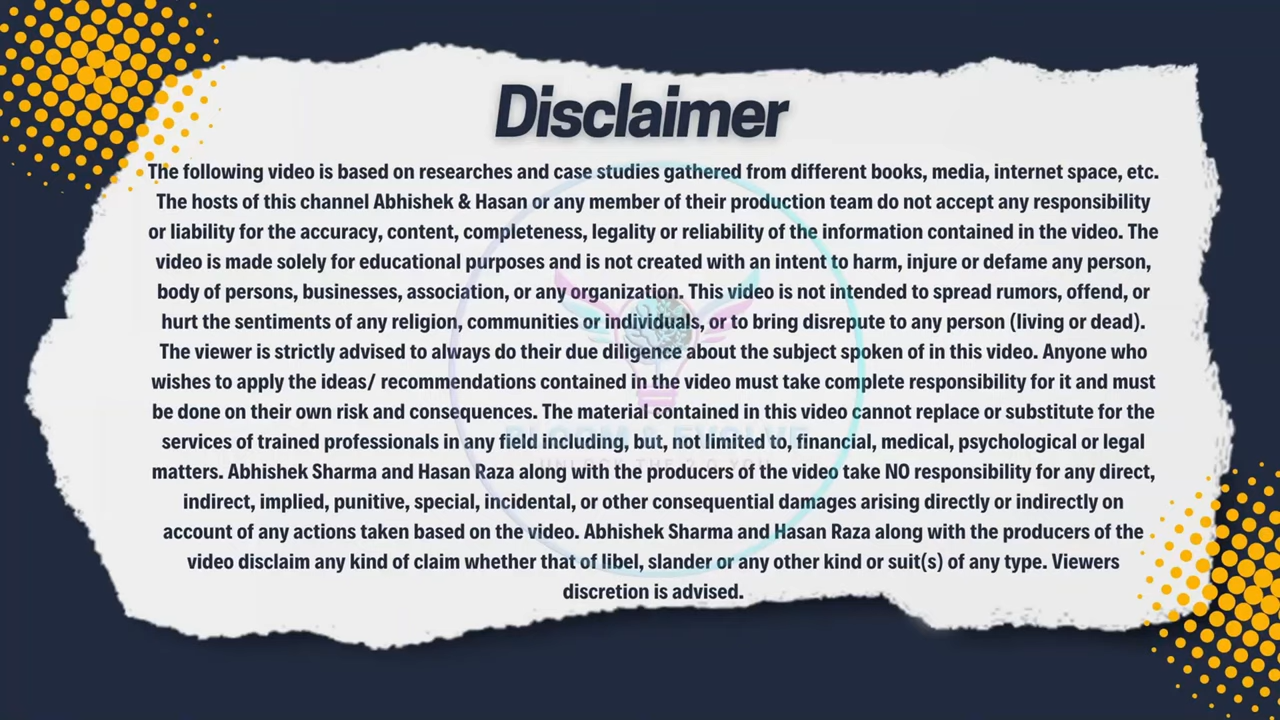 Disclaimer
The following video is based on researches and case studies gathered from different books, media, internet space, etc.
The hosts of this channel Abhishek & Hasan or any member of their production team do not accept any responsibility
or liability for the accuracy, content, completeness, legality or reliability of the information contained in the video. The
video is made solely for educational purposes and is not created with an intent to harm, injure or defame any person,
body of persons, businesses, association, or any organization. This video is not intended to spread rumors, offend, or
hurt the sentiments of any religion, communities or individuals, or to bring disrepute to any person (living or dead).
The viewer is strictly advised to always do their due diligence about the subject spoken of in this video. Anyone who
wishes to apply the ideas/ recommendations contained in the video must take complete responsibility for it and must
be done on their own risk and consequences. The material contained in this video cannot replace or substitute for the
services of trained professionals in any field including, but, not limited to, financial, medical, psychological or legal
matters. Abhishek Sharma and Hasan Raza along with the producers of the video take NO responsibility for any direct,
indirect, implied, punitive, special, incidental, or other consequential damages arising directly or indirectly on
account of any actions taken based on the video. Abhishek Sharma and Hasan Raza along with the producers of the
video disclaim any kind of claim whether that of libel, slander or any other kind or suit(s) of any type. Viewers
discretion is advised.